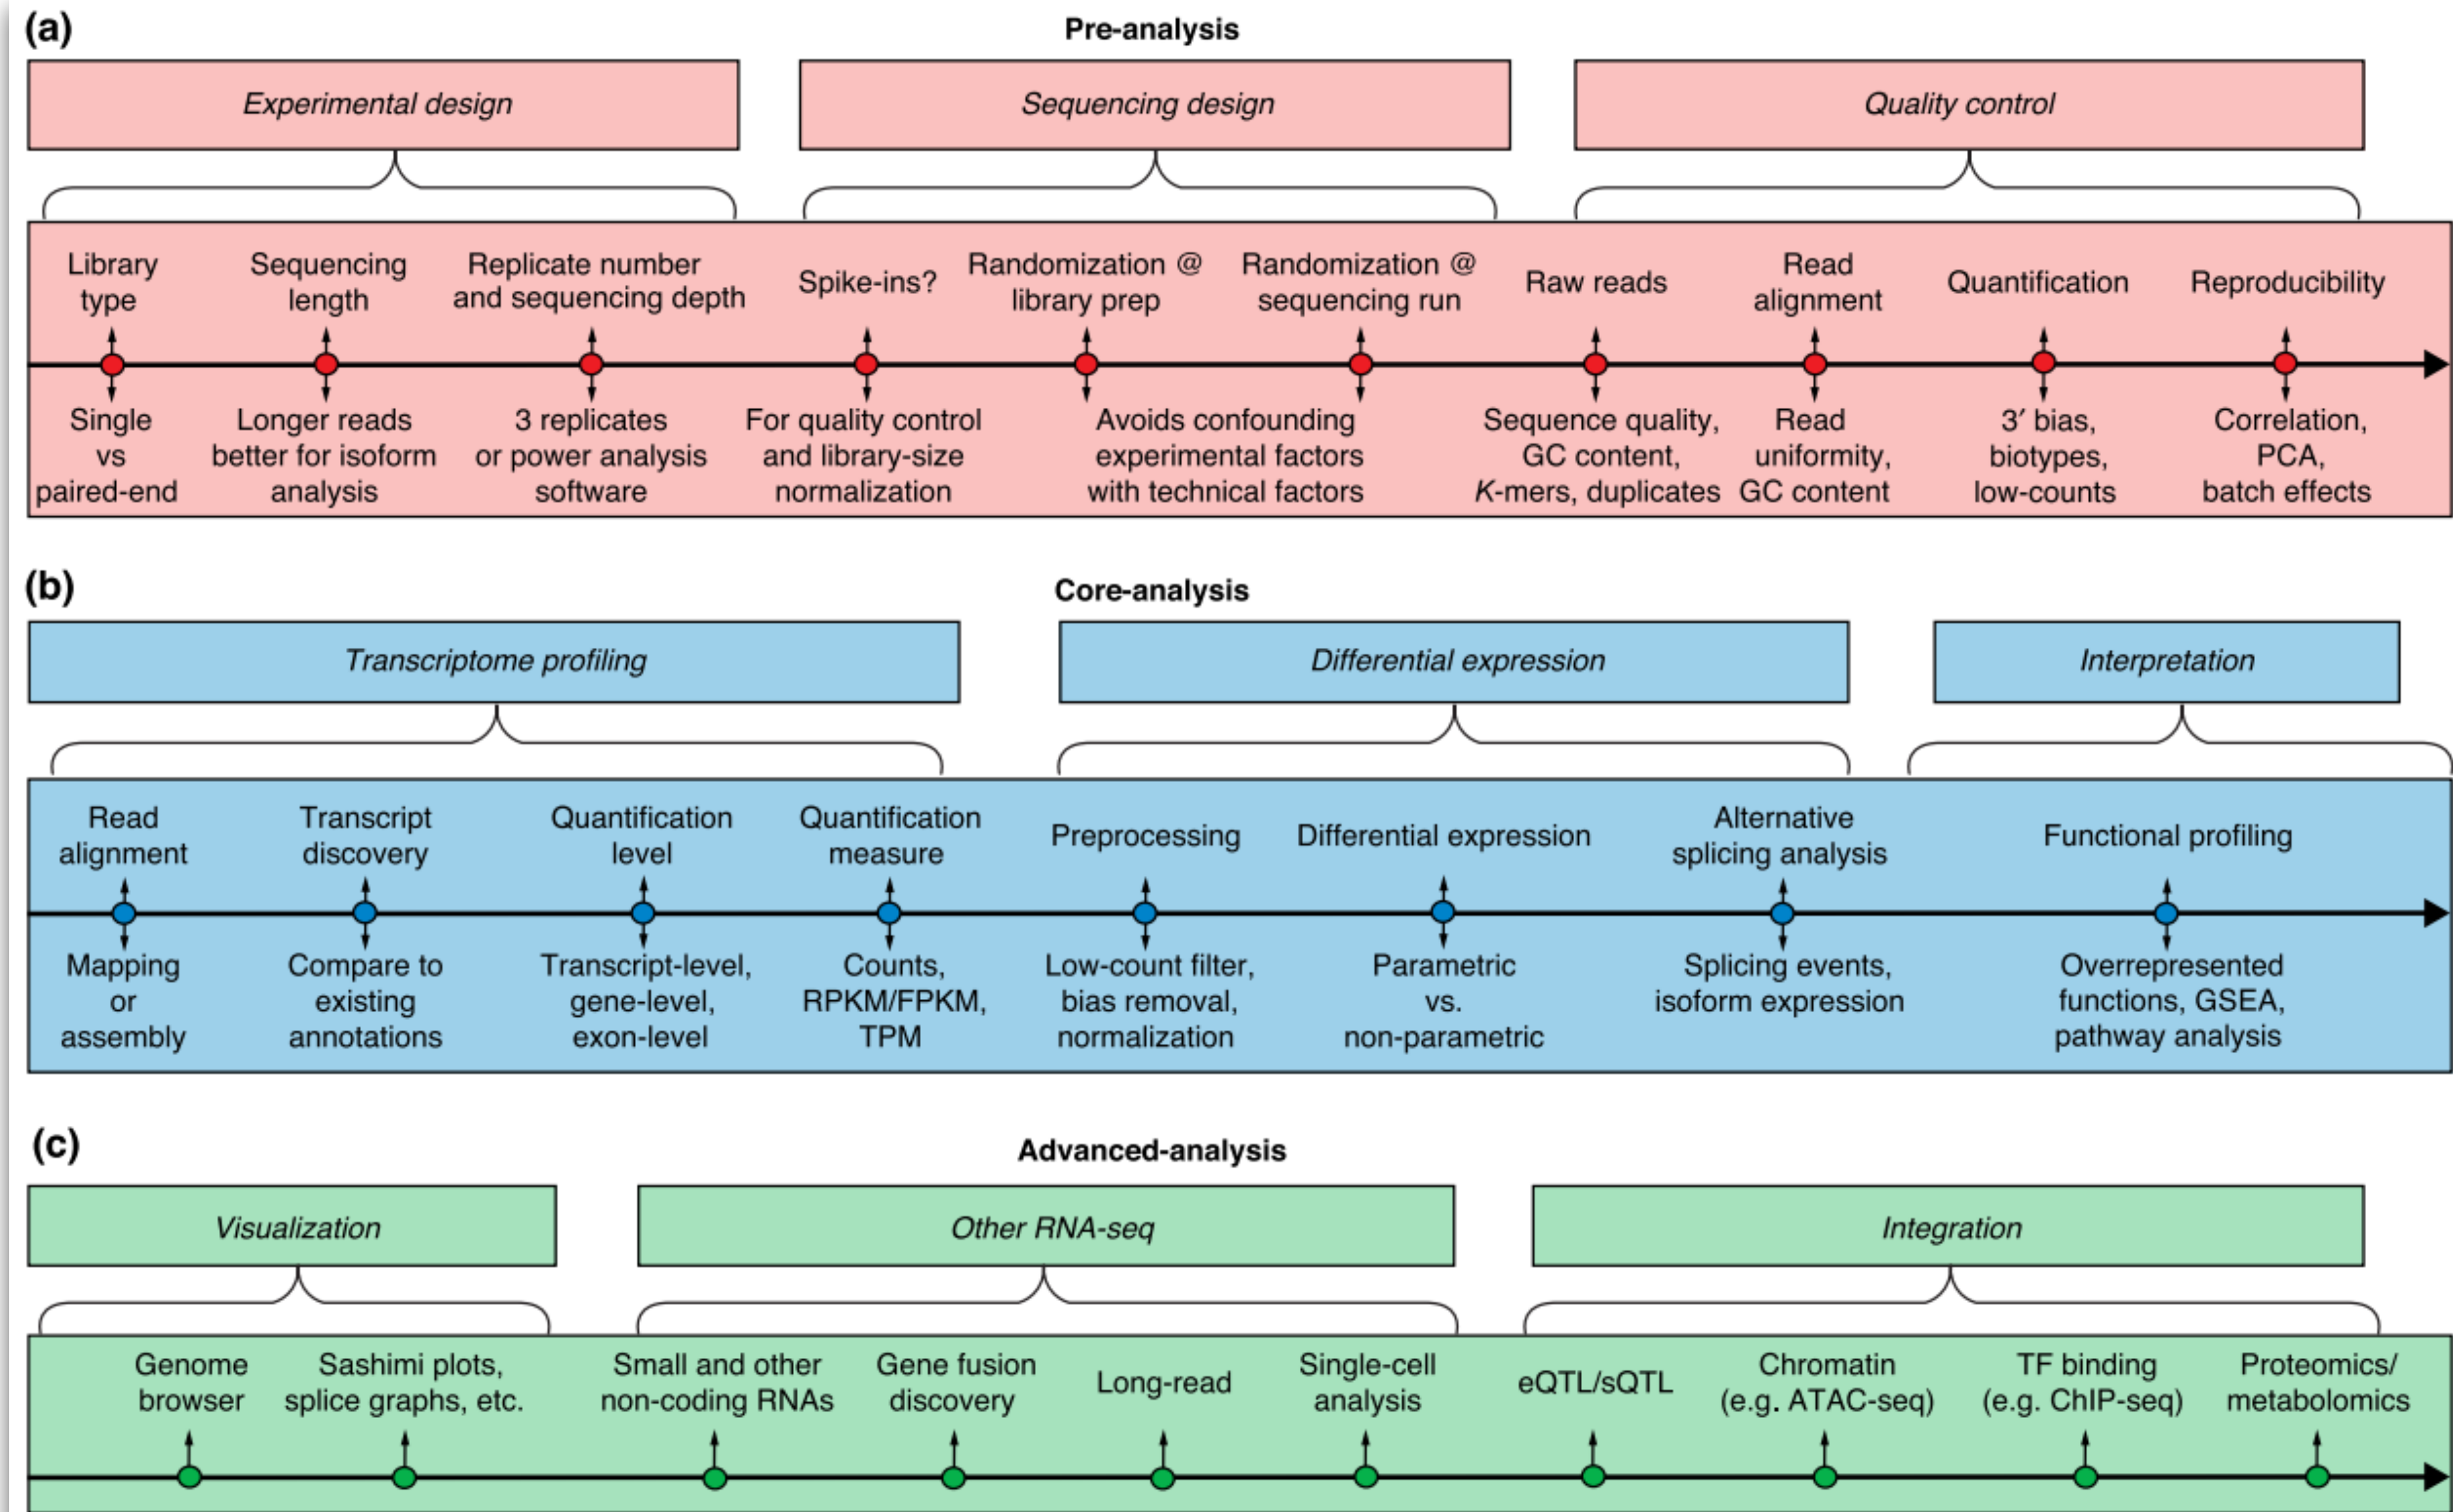 (a)
Pre-analysis
Experimental design
Sequencing design
Quality control
Library
type
Sequencing
length
Replicate number
and sequencing depth
Spike-ins?
Randomization @
library prep
Randomization @
sequencing run
Raw reads
Read
alignment
Quantification
Reproducibility
Single
vs
paired-end
Longer reads
better for isoform
analysis
3 replicates
or power analysis
software
For quality control
and library-size
normalization
Avoids confounding
experimental factors
with technical factors
Sequence quality,
GC content,
K-mers, duplicates
Read
uniformity,
GC content
3′ bias,
biotypes,
low-counts
Correlation,
PCA,
batch effects
(b)
Core-analysis
Transcriptome profiling
Differential expression
Interpretation
Read
alignment
Transcript
discovery
Quantification
level
Quantification
measure
Preprocessing
Differential expression
Alternative
splicing analysis
Functional profiling
Mapping
or
assembly
Compare to
existing
annotations
Transcript-level,
gene-level,
exon-level
Counts,
RPKM/FPKM,
TPM
Low-count filter,
bias removal,
normalization
Parametric
vs.
non-parametric
Splicing events,
isoform expression
Overrepresented
functions, GSEA,
pathway analysis
(c)
Advanced-analysis
Visualization
Other RNA-seq
Integration
Genome
browser
Sashimi plots,
splice graphs, etc.
Small and other
non-coding RNAs
Gene fusion
discovery
Long-read
Single-cell
analysis
eQTL/sQTL
Chromatin
(e.g. ATAC-seq)
TF binding
(e.g. ChIP-seq)
Proteomics/
metabolomics